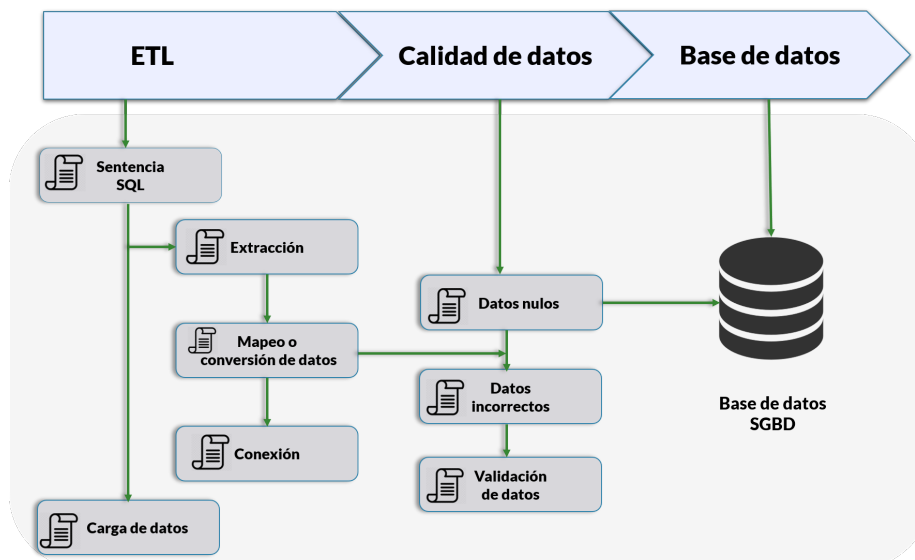 ETL
Calidad de datos
Base de datos
Sentencia
SQL
Extracción
Mapeo o
conversión de datos
Conexión
Carga de datos
Datos nulos
Datos
incorrectos
Validación
de datos
Base de datos
SGBD